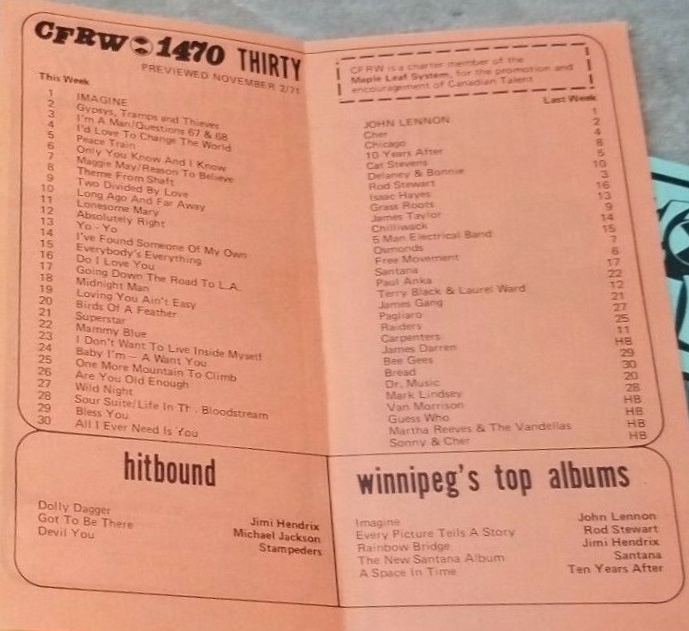 CFRW 1470 THIRTY
PREVIEWED NOVEMBER 2/71
CFRW is a charter member of the
Maple Leaf System, for the promotion and
encouragement of Canadian Talent
This Week Last Week
1 IMAGINE JOHN LENNON 1
2 Gypsys, Tramps and Thieves Cher 2
3 I'm A Man/Questions 67 & 68 Chicago 4
4 I'd Love To Change The World 10 Years After 8
5 Peace Train Cat Stevens 5
6 Only You Know And I Know Delaney & Bonnie 10
7 Maggie May/Reason To Believe Rod Stewart 3
8 Theme From Shaft Isaac Hayes 16
9 Two Divided By Love Grass Roots 13
10 Long Ago And Far Away James Taylor 9
11 Lonesome Mary Chilliwack 14
12 Absolutely Right 5 Man Electrical Band 15
13 Yo-Yo Osmonds 7
14 I've Found Someone Of My Own Free Movement 6
15 Everybody's Everything Santana 17
16 Do I Love You Paul Anka 22
17 Going Down The Road To L.A. Terry Black & Laurel Ward 12
18 Midnight Man James Gang 21
19 Loving You Ain't Easy Pagliaro 27
20 Birds Of A Feather Raiders 25
21 Superstar Carpenters 11
22 Mammy Blue James Darren HB
23 I Don't Want To Live Inside Myself Bee Gees 29
24 Baby I'm - A Want You Bread 30
25 One More Mountain To Climb Dr. Music 20
26 Are You Old Enough Mark Lindsey 28
27 Wild Night Van Morrison HB
28 Sour Suite/Life In Th . Bloodstream Guess Who HB
29 Bless You Martha Reeves & The Vandellas HB
30 All I Ever Need Is You Sonny & Cher HB
hitbound
Dolly Dagger Jimi Hendrix
Got To Be There Michael Jackson
Devil You Stampeders
winnipeg's top albums
Imagine John Lennon
Every Picture Tells A Story Rod Stewart
Rainbow Bridge Jimi Hendrix
The New Santana Album Santana
A Space In Time Ten Years After